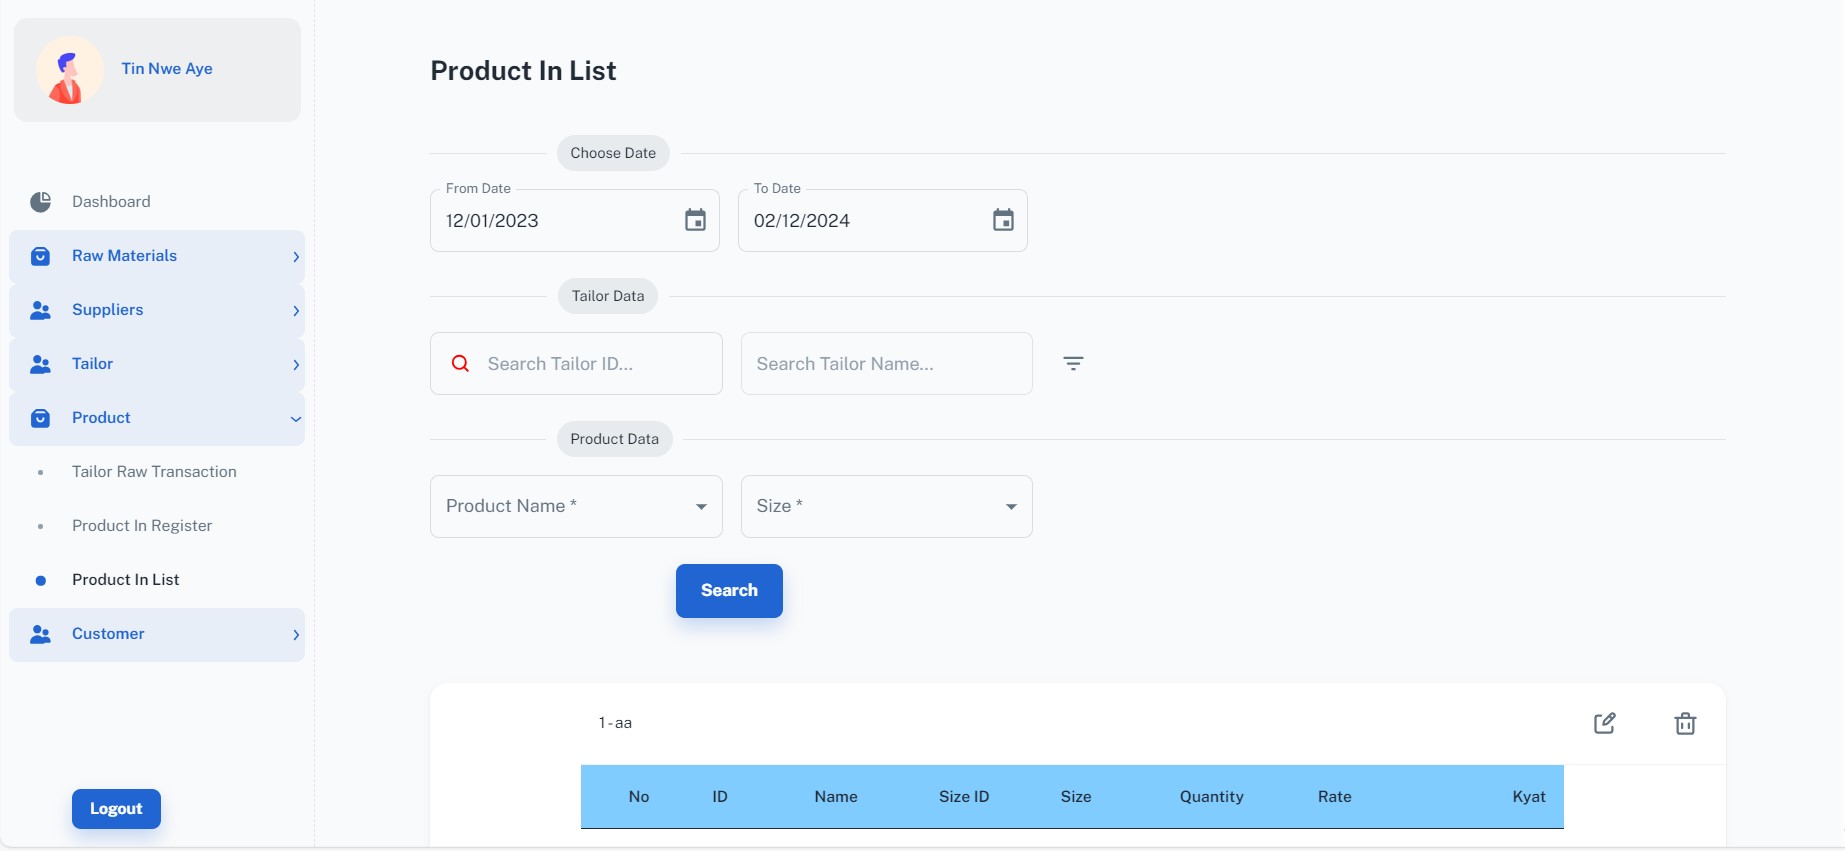 Tin Nwe Aye
Dashboard
Raw Materials
Suppliers
Tailor
Product
Tailor Raw Transaction
Product In Register
Product In List
Customer
Logout
Product In List
Choose Date
From Date
12/01/2023
To Date
02/12/2024
Tailor Data
Search Tailor ID...
Search Tailor Name...
Product Data
Product Name *
Size *
Search
1 - aa
No ID Name Size ID Size Quantity Rate Kyat